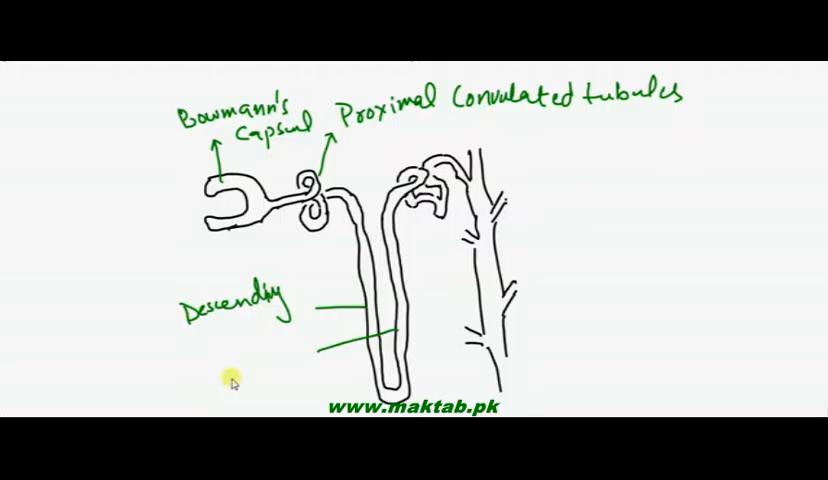 Bowmann's
Capsul
Proximal Convulated tubules
Descending
www.maktab.pk